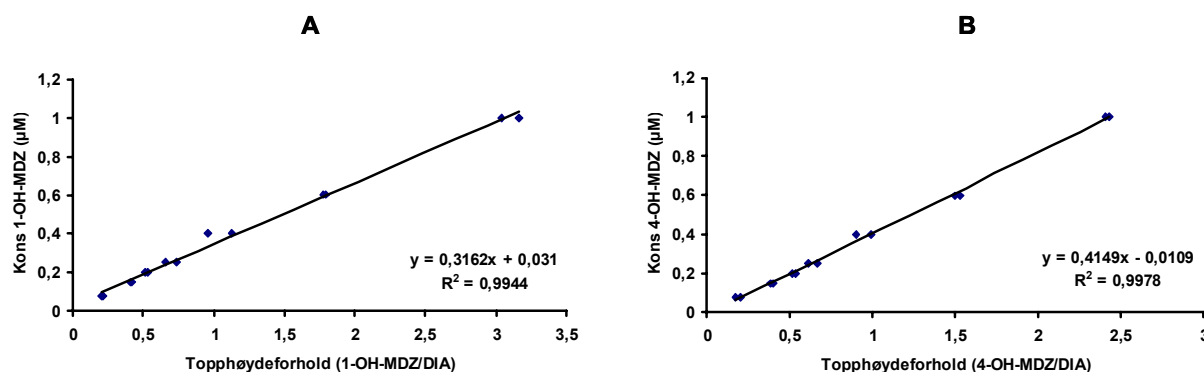 A
Kons 1-OH-MDZ (µM)
1,2
1
0,8
0,6
0,4
0,2
0
0 0,5 1 1,5 2 2,5 3 3,5
y = 0,3162x + 0,031
R² = 0,9944
Topphøydeforhold (1-OH-MDZ/DIA)
B
Kons 4-OH-MDZ (µM)
1,2
1
0,8
0,6
0,4
0,2
0
0 0,5 1 1,5 2 2,5 3
y = 0,4149x - 0,0109
R² = 0,9978
Topphøydeforhold (4-OH-MDZ/DIA)